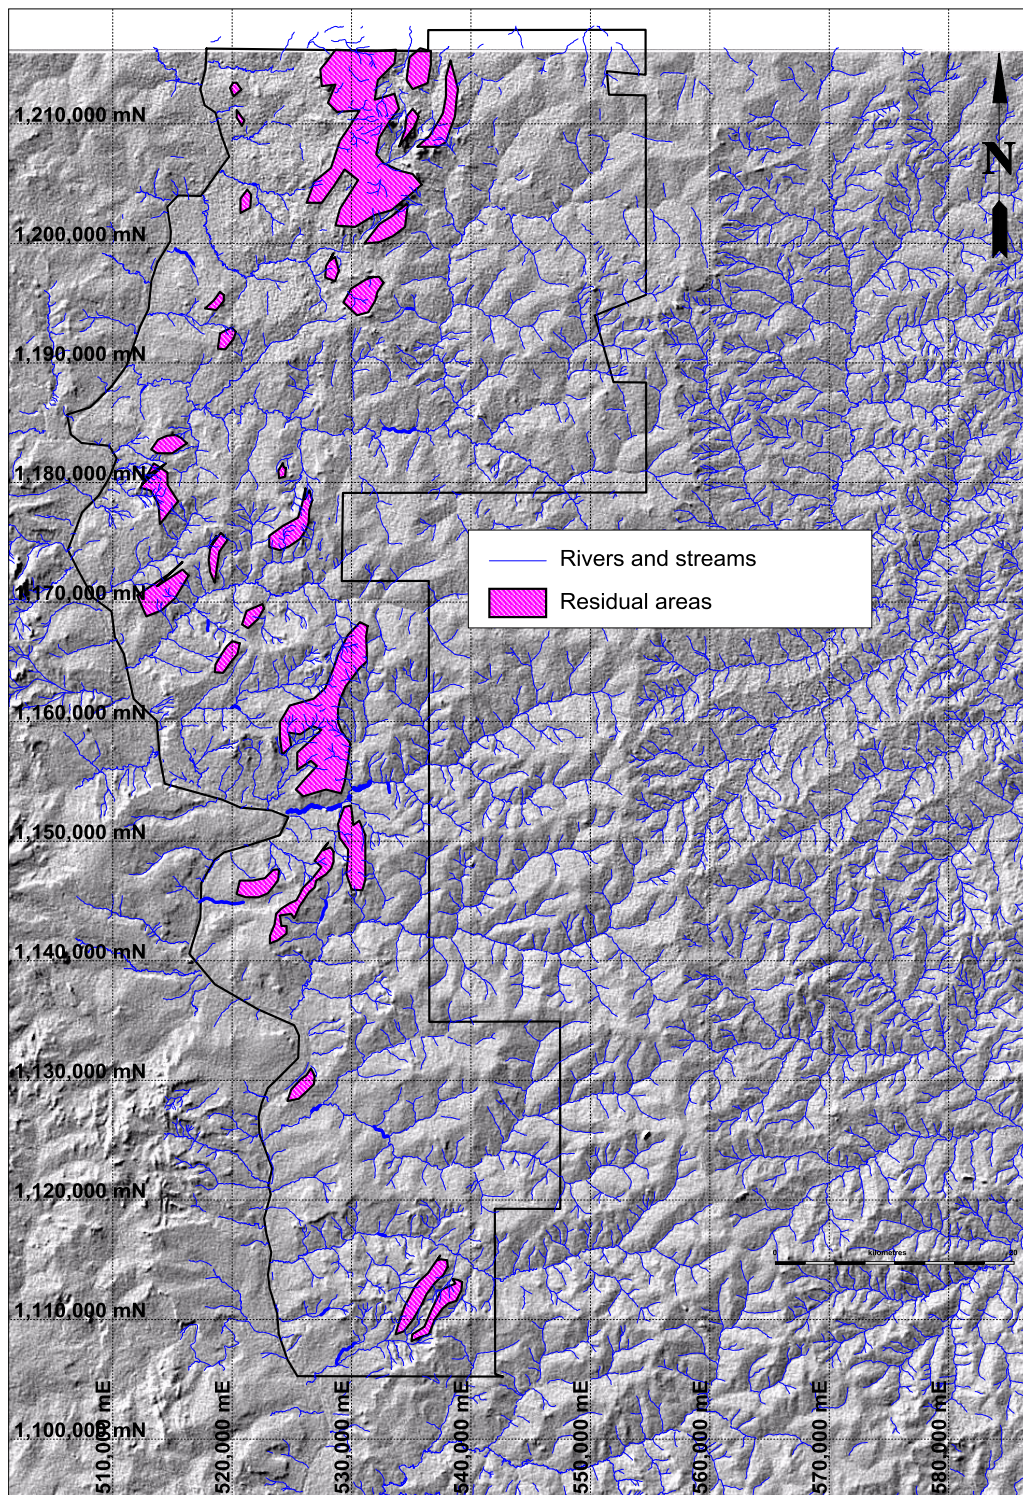 1,210,000 mN
N
1,200,000 mN
1,190,000 mN
1,180,000 mN
Rivers and streams
Residual areas
1,170,000 mN
1,160,000 mN
1,150,000 mN
1,140,000 mN
1,130,000 mN
1,120,000 mN
0 kilometres
1,110,000 mN
1,100,000 mN
510,000 mE
520,000 mE
530,000 mE
540,000 mE
550,000 mE
560,000 mE
570,000 mE
580,000 mE